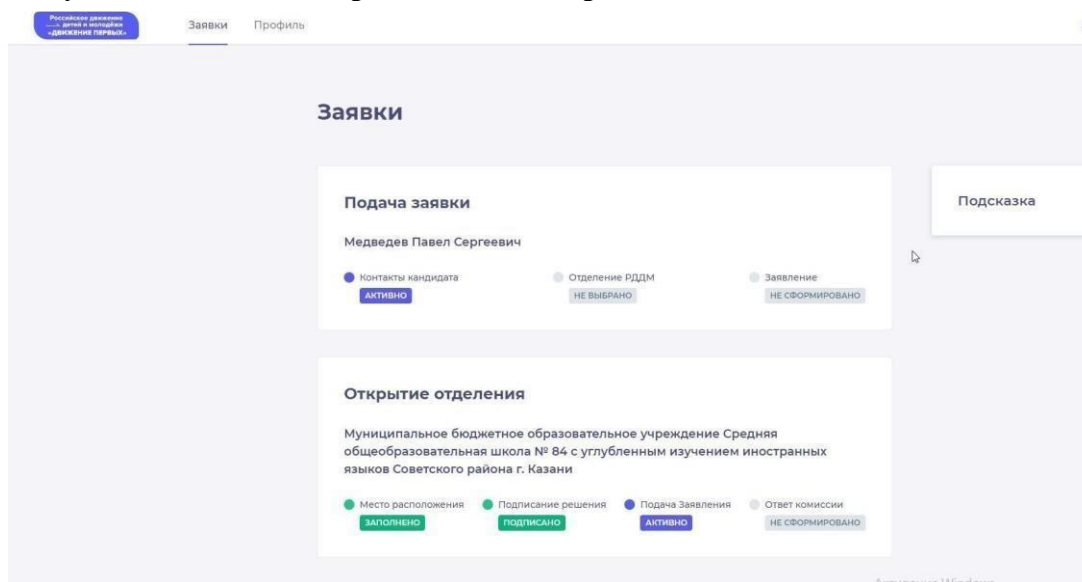 Российское движение
детей и молодёжи
«ДВИЖЕНИЕ ПЕРВЫХ»
Заявки Профиль
Заявки
Подача заявки
Подсказка
Медведев Павел Сергеевич
Контакты кандидата Отделение РДДМ Заявление
АКТИВНО НЕ ВЫБРАНО НЕ СФОРМИРОВАНО
Открытие отделения
Муниципальное бюджетное образовательное учреждение Средняя
общеобразовательная школа № 84 с углубленным изучением иностранных
языков Советского района г. Казани
Место расположения Подписание решения Подача Заявления Ответ комиссии
ЗАПОЛНЕНО ПОДПИСАНО АКТИВНО НЕ СФОРМИРОВАНО